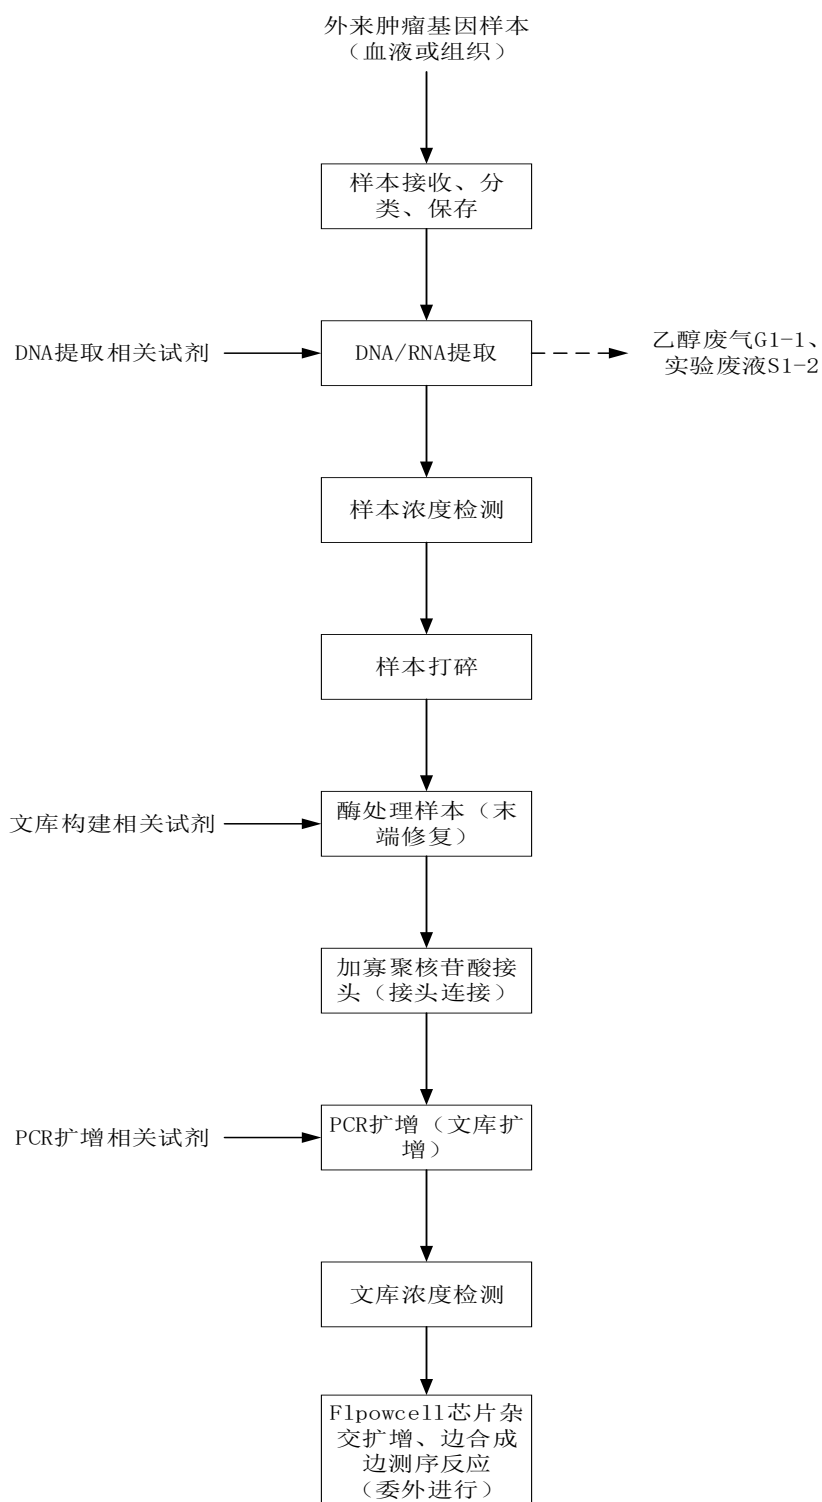 外来肿瘤基因样本
（血液或组织）
样本接收、分
类、保存
DNA提取相关试剂
DNA/RNA提取
乙醇废气G1-1、
实验废液S1-2
样本浓度检测
样本打碎
文库构建相关试剂
酶处理样本（末
端修复）
加寡聚核苷酸接
头（接头连接）
PCR扩增相关试剂
PCR扩增（文库扩
增）
文库浓度检测
Flpowcell芯片杂
交扩增、边合成
边测序反应
（委外进行）